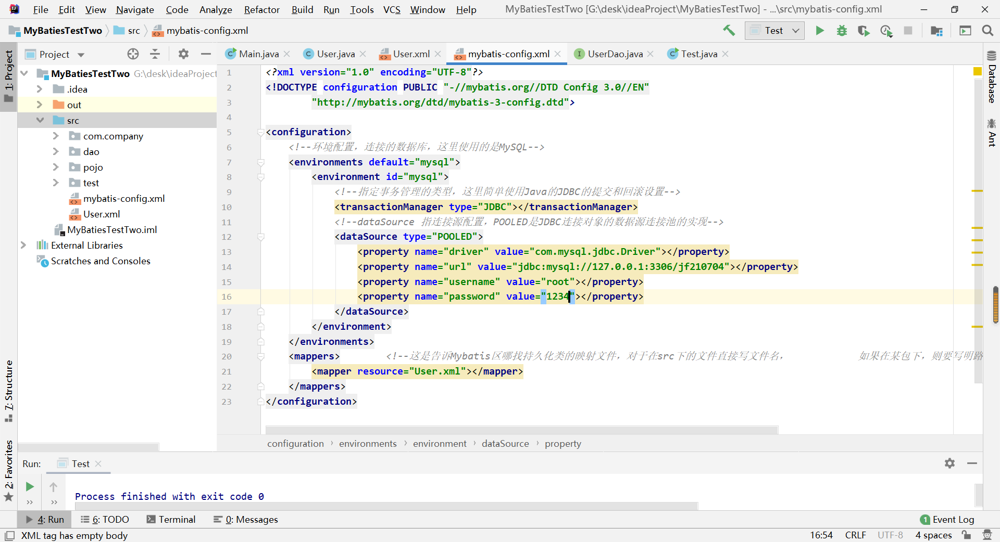 File Edit View Navigate Code Analyze Refactor Build Run Tools VCS Window Help MyBatiesTestTwo [G:\desk\ideaProject\MyBatiesTestTwo] - ...\src\mybatis-config.xml
MyBatiesTestTwo src mybatis-config.xml Test
Project Main.java User.java User.xml mybatis-config.xml UserDao.java Test.java
1: Project
7: Structure
2: Favorites
Database
Ant
MyBatiesTestTwo G:\desk\ideaProject
.idea
out
src
com.company
dao
pojo
test
mybatis-config.xml
User.xml
MyBatiesTestTwo.iml
External Libraries
Scratches and Consoles
1 <?xml version="1.0" encoding="UTF-8"?>
2 <!DOCTYPE configuration PUBLIC "-//mybatis.org//DTD Config 3.0//EN"
3 "http://mybatis.org/dtd/mybatis-3-config.dtd">
4
5 <configuration>
6 <!--环境配置，连接的数据库，这里使用的是MySQL-->
7 <environments default="mysql">
8 <environment id="mysql">
9 <!--指定事务管理的类型，这里简单使用Java的JDBC的提交和回滚设置-->
10 <transactionManager type="JDBC"></transactionManager>
11 <!--dataSource 指连接源配置，POOLED是JDBC连接对象的数据源连接池的实现-->
12 <dataSource type="POOLED">
13 <property name="driver" value="com.mysql.jdbc.Driver"></property>
14 <property name="url" value="jdbc:mysql://127.0.0.1:3306/jf210704"></property>
15 <property name="username" value="root"></property>
16 <property name="password" value="1234"></property>
17 </dataSource>
18 </environment>
19 </environments>
20 <mappers> <!--这是告诉Mybatis区哪找持久化类的映射文件，对于在src下的文件直接写文件名， 如果在某包下，则要写明路
21 <mapper resource="User.xml"></mapper>
22 </mappers>
23 </configuration>
configuration › environments › environment › dataSource › property
Run: Test
Process finished with exit code 0
4: Run 6: TODO Terminal 0: Messages 1 Event Log
XML tag has empty body 16:54 CRLF UTF-8 4 spaces